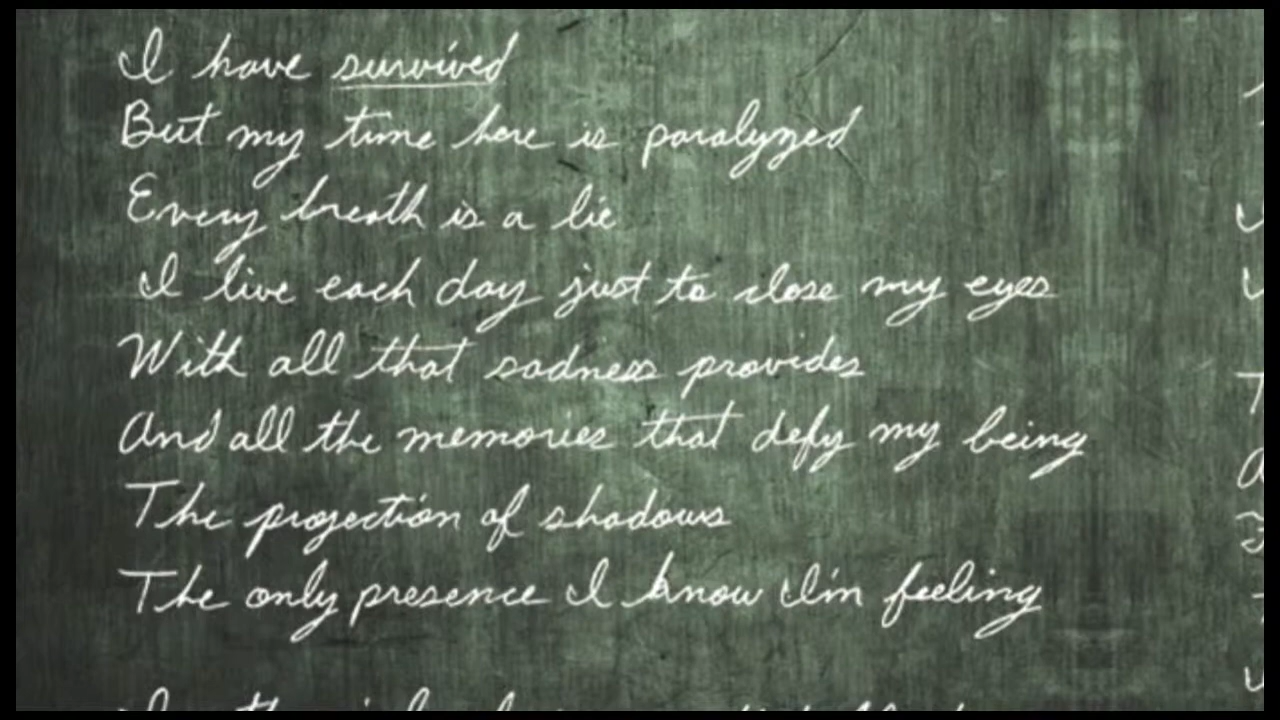 I have survived
But my time here is paralyzed
Every breath is a lie
I live each day just to close my eyes
With all that sadness provides
And all the memories that defy my being
The projection of shadows
The only presence I know I'm feeling